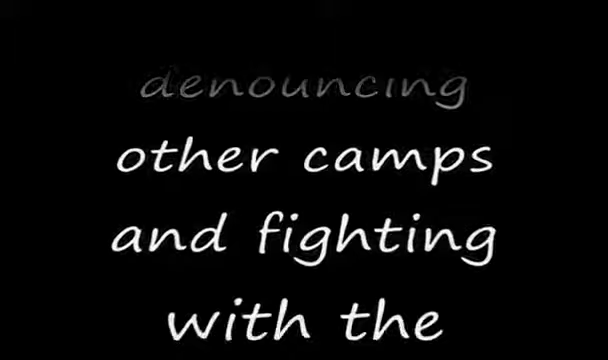 denouncing
other camps
and fighting
with the